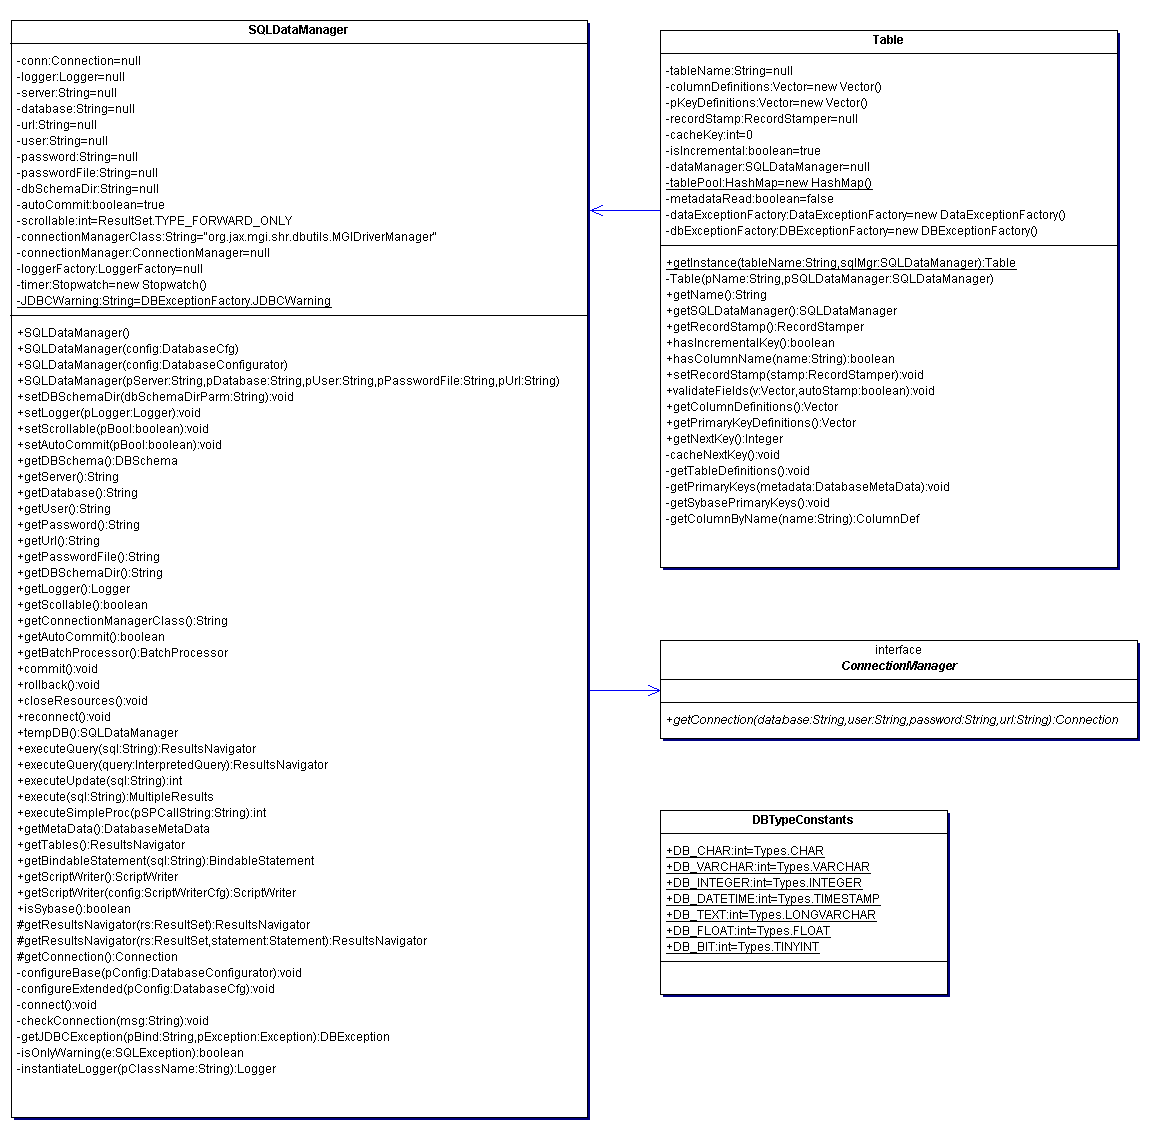 SQLDataManager
-conn:Connection=null
-logger:Logger=null
-server:String=null
-database:String=null
-url:String=null
-user:String=null
-password:String=null
-passwordFile:String=null
-dbSchemaDir:String=null
-autoCommit:boolean=true
-scrollable:int=ResultSet.TYPE_FORWARD_ONLY
-connectionManagerClass:String="org.jax.mgi.shr.dbutils.MGIDriverManager"
-connectionManager:ConnectionManager=null
-loggerFactory:LoggerFactory=null
-timer:Stopwatch=new Stopwatch()
-JDBCWarning:String=DBExceptionFactory.JDBCWarning
+SQLDataManager()
+SQLDataManager(config:DatabaseCfg)
+SQLDataManager(config:DatabaseConfigurator)
+SQLDataManager(pServer:String,pDatabase:String,pUser:String,pPasswordFile:String,pUrl:String)
+setDBSchemaDir(dbSchemaDirParm:String):void
+setLogger(pLogger:Logger):void
+setScrollable(pBool:boolean):void
+setAutoCommit(pBool:boolean):void
+getDBSchema():DBSchema
+getServer():String
+getDatabase():String
+getUser():String
+getPassword():String
+getUrl():String
+getPasswordFile():String
+getDBSchemaDir():String
+getLogger():Logger
+getScollable():boolean
+getConnectionManagerClass():String
+getAutoCommit():boolean
+getBatchProcessor():BatchProcessor
+commit():void
+rollback():void
+closeResources():void
+reconnect():void
+tempDB():SQLDataManager
+executeQuery(sql:String):ResultsNavigator
+executeQuery(query:InterpretedQuery):ResultsNavigator
+executeUpdate(sql:String):int
+execute(sql:String):MultipleResults
+executeSimpleProc(pSPCallString:String):int
+getMetaData():DatabaseMetaData
+getTables():ResultsNavigator
+getBindableStatement(sql:String):BindableStatement
+getScriptWriter():ScriptWriter
+getScriptWriter(config:ScriptWriterCfg):ScriptWriter
+isSybase():boolean
#getResultsNavigator(rs:ResultSet):ResultsNavigator
#getResultsNavigator(rs:ResultSet,statement:Statement):ResultsNavigator
#getConnection():Connection
-configureBase(pConfig:DatabaseConfigurator):void
-configureExtended(pConfig:DatabaseCfg):void
-connect():void
-checkConnection(msg:String):void
-getJDBCException(pBind:String,pException:Exception):DBException
-isOnlyWarning(e:SQLException):boolean
-instantiateLogger(pClassName:String):Logger
Table
-tableName:String=null
-columnDefinitions:Vector=new Vector()
-pKeyDefinitions:Vector=new Vector()
-recordStamp:RecordStamper=null
-cacheKey:int=0
-isIncremental:boolean=true
-dataManager:SQLDataManager=null
-tablePool:HashMap=new HashMap()
-metadataRead:boolean=false
-dataExceptionFactory:DataExceptionFactory=new DataExceptionFactory()
-dbExceptionFactory:DBExceptionFactory=new DBExceptionFactory()
+getInstance(tableName:String,sqlMgr:SQLDataManager):Table
-Table(pName:String,pSQLDataManager:SQLDataManager)
+getName():String
+getSQLDataManager():SQLDataManager
+getRecordStamp():RecordStamper
+hasIncrementalKey():boolean
+hasColumnName(name:String):boolean
+setRecordStamp(stamp:RecordStamper):void
+validateFields(v:Vector,autoStamp:boolean):void
+getColumnDefinitions():Vector
+getPrimaryKeyDefinitions():Vector
+getNextKey():Integer
-cacheNextKey():void
-getTableDefinitions():void
-getPrimaryKeys(metadata:DatabaseMetaData):void
-getSybasePrimaryKeys():void
-getColumnByName(name:String):ColumnDef
interface
ConnectionManager
+getConnection(database:String,user:String,password:String,url:String):Connection
DBTypeConstants
+DB_CHAR:int=Types.CHAR
+DB_VARCHAR:int=Types.VARCHAR
+DB_INTEGER:int=Types.INTEGER
+DB_DATETIME:int=Types.TIMESTAMP
+DB_TEXT:int=Types.LONGVARCHAR
+DB_FLOAT:int=Types.FLOAT
+DB_BIT:int=Types.TINYINT